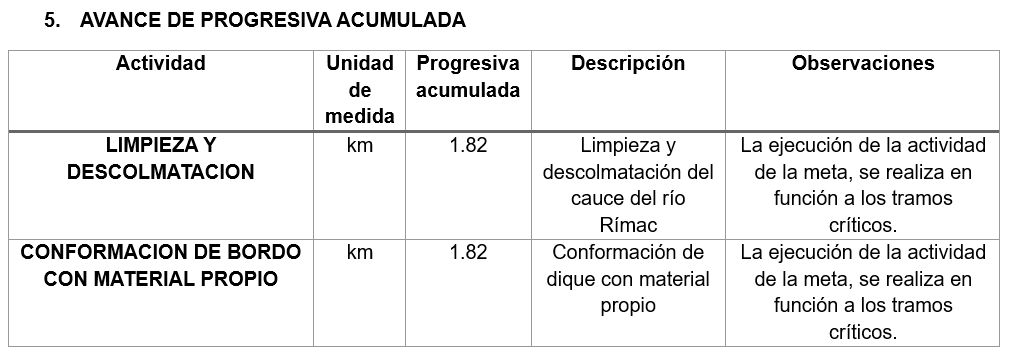 5. AVANCE DE PROGRESIVA ACUMULADA
Actividad
Unidad
de
medida
Progresiva
acumulada
Descripción
Observaciones
LIMPIEZA Y
DESCOLMATACION
km
1.82
Limpieza y
descolmatación del
cauce del río
Rímac
La ejecución de la actividad
de la meta, se realiza en
función a los tramos
críticos.
CONFORMACION DE BORDO
CON MATERIAL PROPIO
km
1.82
Conformación de
dique con material
propio
La ejecución de la actividad
de la meta, se realiza en
función a los tramos
críticos.